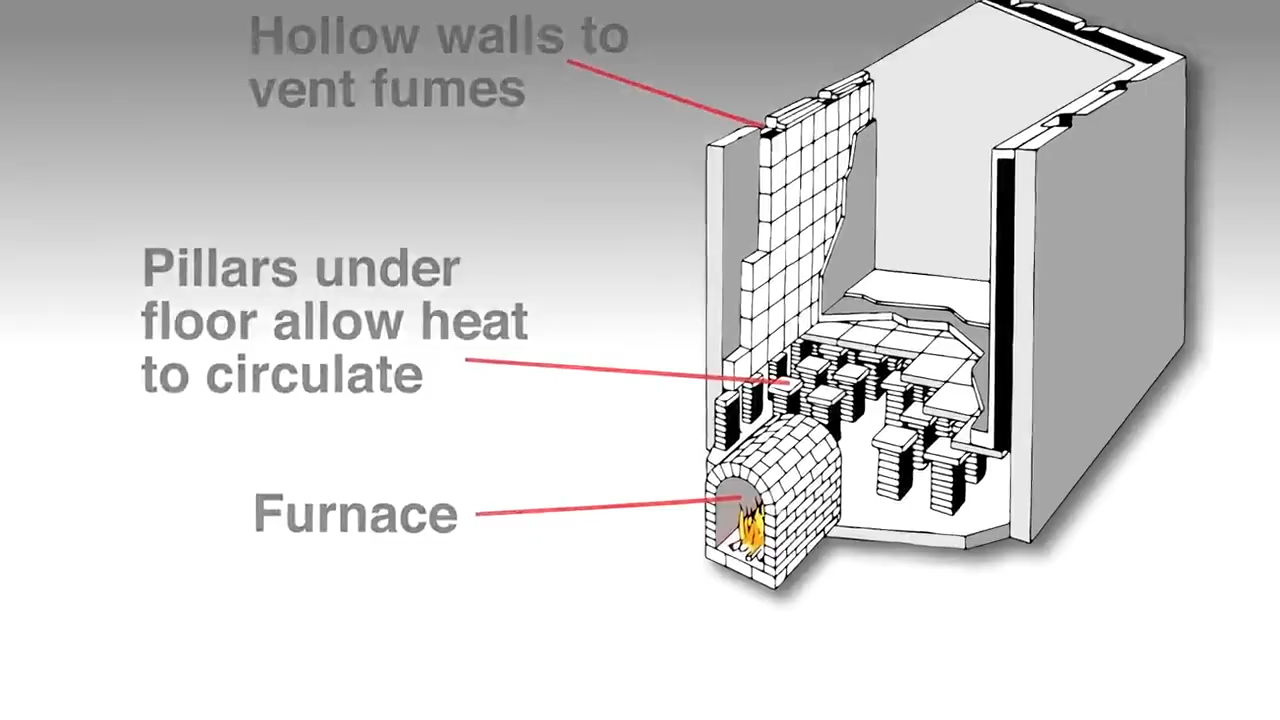 Hollow walls to
vent fumes
Pillars under
floor allow heat
to circulate
Furnace